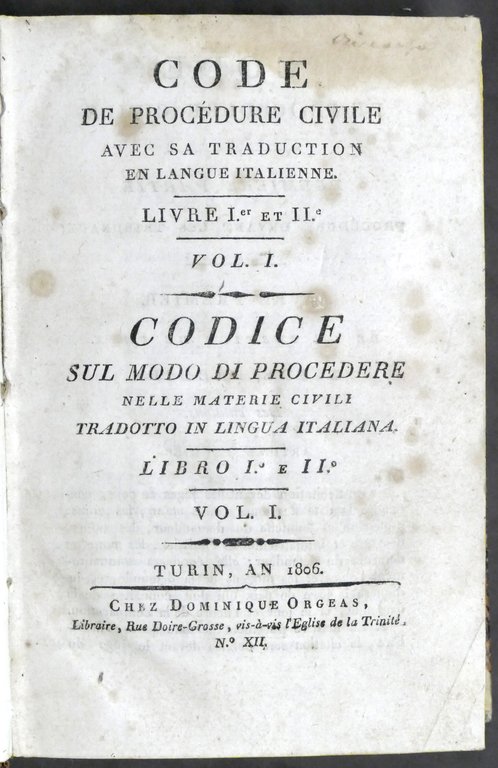 CODE
DE PROCÉDURE CIVILE
AVEC SA TRADUCTION
EN LANGUE ITALIENNE.
LIVRE I.er ET II.e
VOL. I.
CODICE
SUL MODO DI PROCEDERE
NELLE MATERIE CIVILI
TRADOTTO IN LINGUA ITALIANA.
LIBRO I.º E II.º
VOL. I.
TURIN, AN 1806.
CHEZ DOMINIQUE ORGEAS,
Libraire, Rue Doire-Grosse, vis-à-vis l'Eglise de la Trinité,
N.º XII.